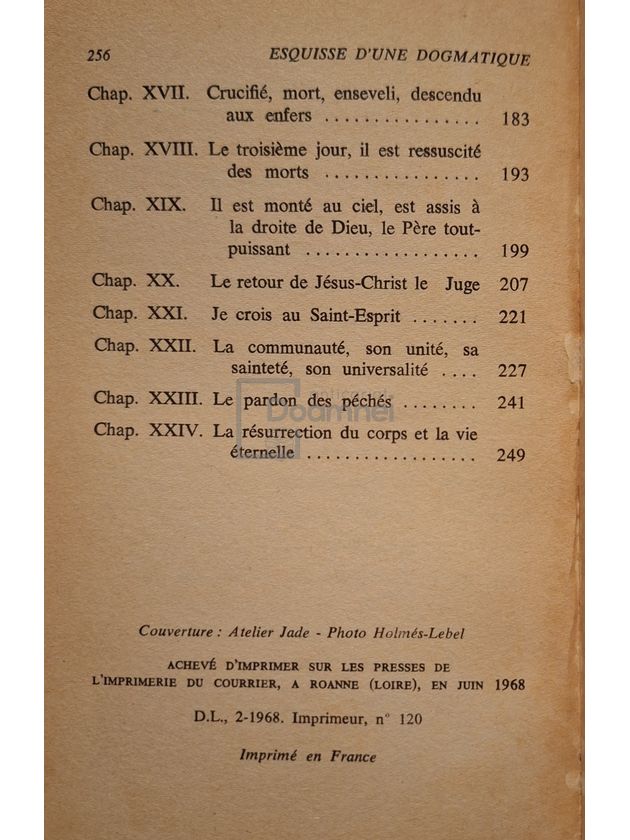 256 ESQUISSE D'UNE DOGMATIQUE
Chap. XVII. Crucifié, mort, enseveli, descendu
aux enfers ................ 183
Chap. XVIII. Le troisième jour, il est ressuscité
des morts ................ 193
Chap. XIX. Il est monté au ciel, est assis à
la droite de Dieu, le Père tout-
puissant .................. 199
Chap. XX. Le retour de Jésus-Christ le Juge 207
Chap. XXI. Je crois au Saint-Esprit ....... 221
Chap. XXII. La communauté, son unité, sa
sainteté, son universalité .... 227
Chap. XXIII. Le pardon des péchés ........ 241
Doamnei
Chap. XXIV. La résurrection du corps et la vie
éternelle .................. 249
Couverture : Atelier Jade - Photo Holmés-Lebel
ACHEVÉ D'IMPRIMER SUR LES PRESSES DE
L'IMPRIMERIE DU COURRIER, A ROANNE (LOIRE), EN JUIN 1968
D.L., 2-1968. Imprimeur, n° 120
Imprimé en France